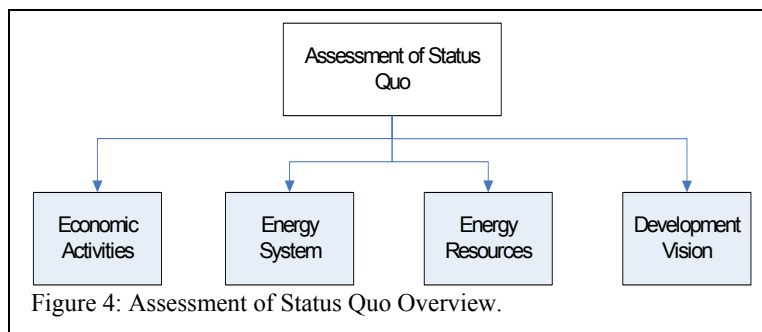 Assessment of Status
Quo
Economic
Activities
Energy
System
Energy
Resources
Development
Vision
Figure 4: Assessment of Status Quo Overview.